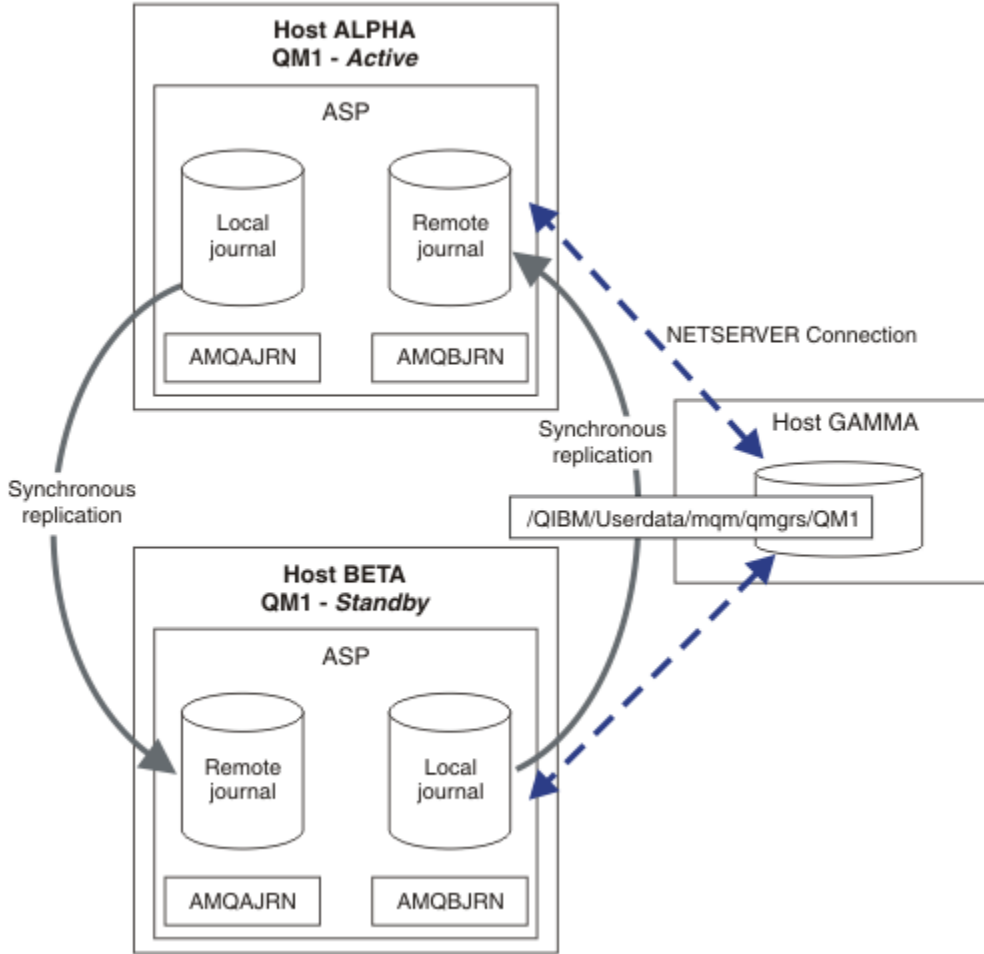 Host ALPHA
QM1 - Active
ASP
Local
journal
Remote
journal
AMQAJRN
AMQBJRN
NETSERVER Connection
Host GAMMA
/QIBM/Userdata/mqm/qmgrs/QM1
Synchronous
replication
Synchronous
replication
Host BETA
QM1 - Standby
ASP
Remote
journal
Local
journal
AMQAJRN
AMQBJRN